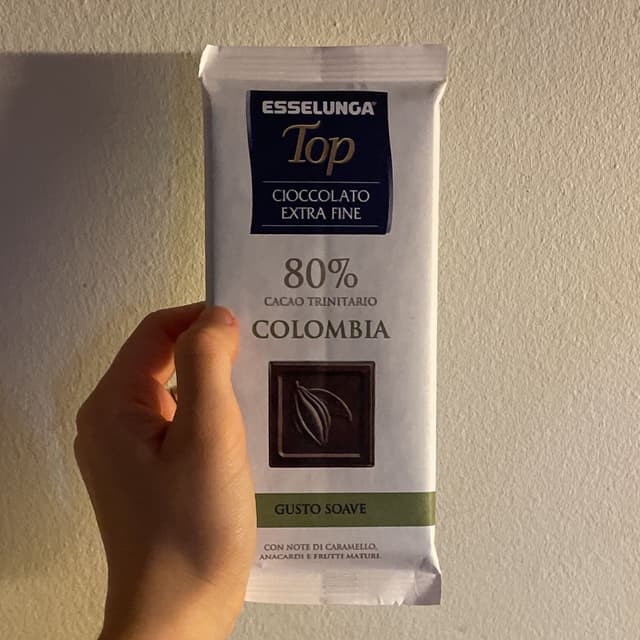 ESSELUNGA®
Top
CIOCCOLATO
EXTRA FINE
80%
CACAO TRINITARIO
COLOMBIA
GUSTO SOAVE
CON NOTE DI CARAMELLO,
ANACARDI E FRUTTI MATURI.